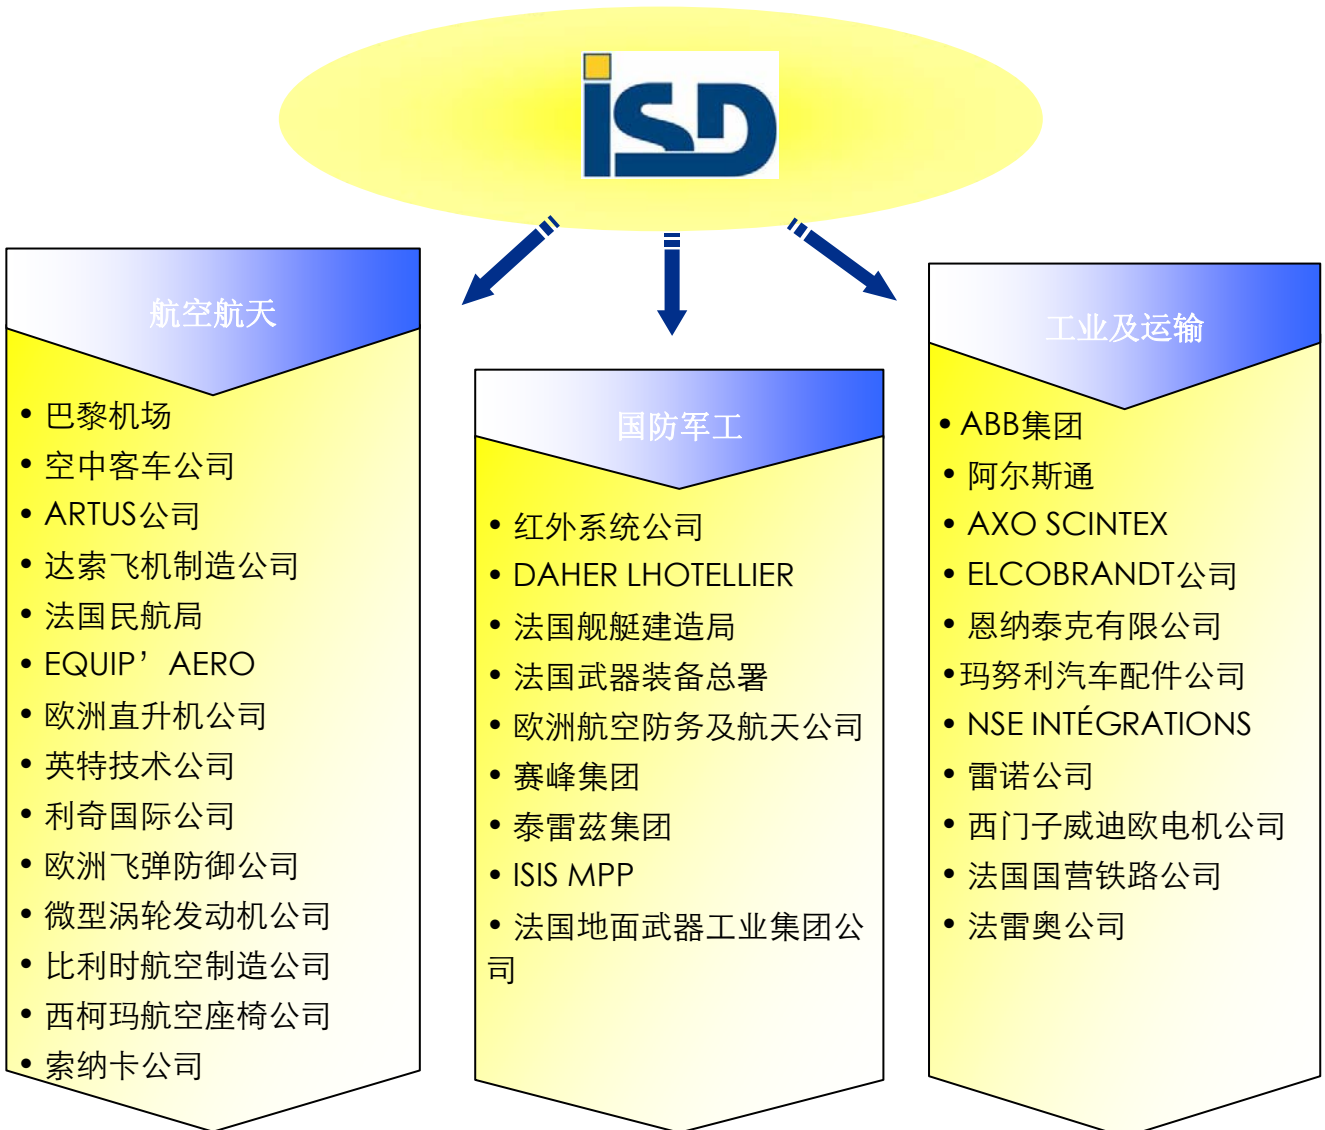 iSD
航空航天
• 巴黎机场
• 空中客车公司
• ARTUS公司
• 达索飞机制造公司
• 法国民航局
• EQUIP’AERO
• 欧洲直升机公司
• 英特技术公司
• 利奇国际公司
• 欧洲飞弹防御公司
• 微型涡轮发动机公司
• 比利时航空制造公司
• 西柯玛航空座椅公司
• 索纳卡公司
国防军工
• 红外系统公司
• DAHER LHOTELLIER
• 法国舰艇建造局
• 法国武器装备总署
• 欧洲航空防务及航天公司
• 赛峰集团
• 泰雷兹集团
• ISIS MPP
• 法国地面武器工业集团公
司
工业及运输
• ABB集团
• 阿尔斯通
• AXO SCINTEX
• ELCOBRANDT公司
• 恩纳泰克有限公司
•玛努利汽车配件公司
• NSE INTÉGRATIONS
• 雷诺公司
• 西门子威迪欧电机公司
• 法国国营铁路公司
• 法雷奥公司